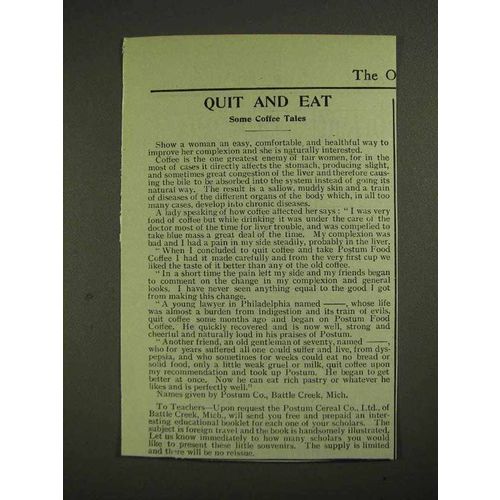 The O
QUIT AND EAT
Some Coffee Tales
Show a woman an easy, comfortable and healthful way to
improve her complexion and she is naturally interested.
Coffee is the one greatest enemy of fair women, for in the
most of cases it directly affects the stomach, producing slight,
and sometimes great congestion of the liver and therefore caus-
ing the bile to be absorbed into the system instead of going its
natural way. The result is a sallow, muddy skin and a train
of diseases of the different organs of the body which, in all too
many cases, develop into chronic diseases.
A lady speaking of how coffee affected her says: "I was very
fond of coffee but while drinking it was under the care of the
doctor most of the time for liver trouble, and was compelled to
take blue mass a great deal of the time. My complexion was
bad and I had a pain in my side steadily, probably in the liver.
"When I concluded to quit coffee and take Postum Food
Coffee I had it made carefully and from the very first cup we
liked the taste of it better than any of the old coffee.
"In a short time the pain left my side and my friends began
to comment on the change in my complexion and general
looks. I have never seen anything equal to the good I got
from making this change.
"A young lawyer in Philadelphia named ——, whose life
was almost a burden from indigestion and its train of evils,
quit coffee some months ago and began on Postum Food
Coffee. He quickly recovered and is now well, strong and
cheerful and naturally loud in his praises of Postum.
"Another friend, an old gentleman of seventy, named ——,
who for years suffered all one could suffer and live, from dys-
pepsia, and who sometimes for weeks could eat no bread or
solid food, only a little weak gruel or milk, quit coffee upon
my recommendation and took up Postum. He began to get
better at once. Now he can eat rich pastry or whatever he
likes and is perfectly well."
Names given by Postum Co., Battle Creek, Mich.
To Teachers—Upon request the Postum Cereal Co., Ltd., of
Battle Creek, Mich., will send you free and prepaid an inter-
esting educational booklet for each one of your scholars. The
subject is foreign travel and the book is handsomely illustrated.
Let us know immediately to how many scholars you would
like to present these little souvenirs. The supply is limited
and there will be no reissue.